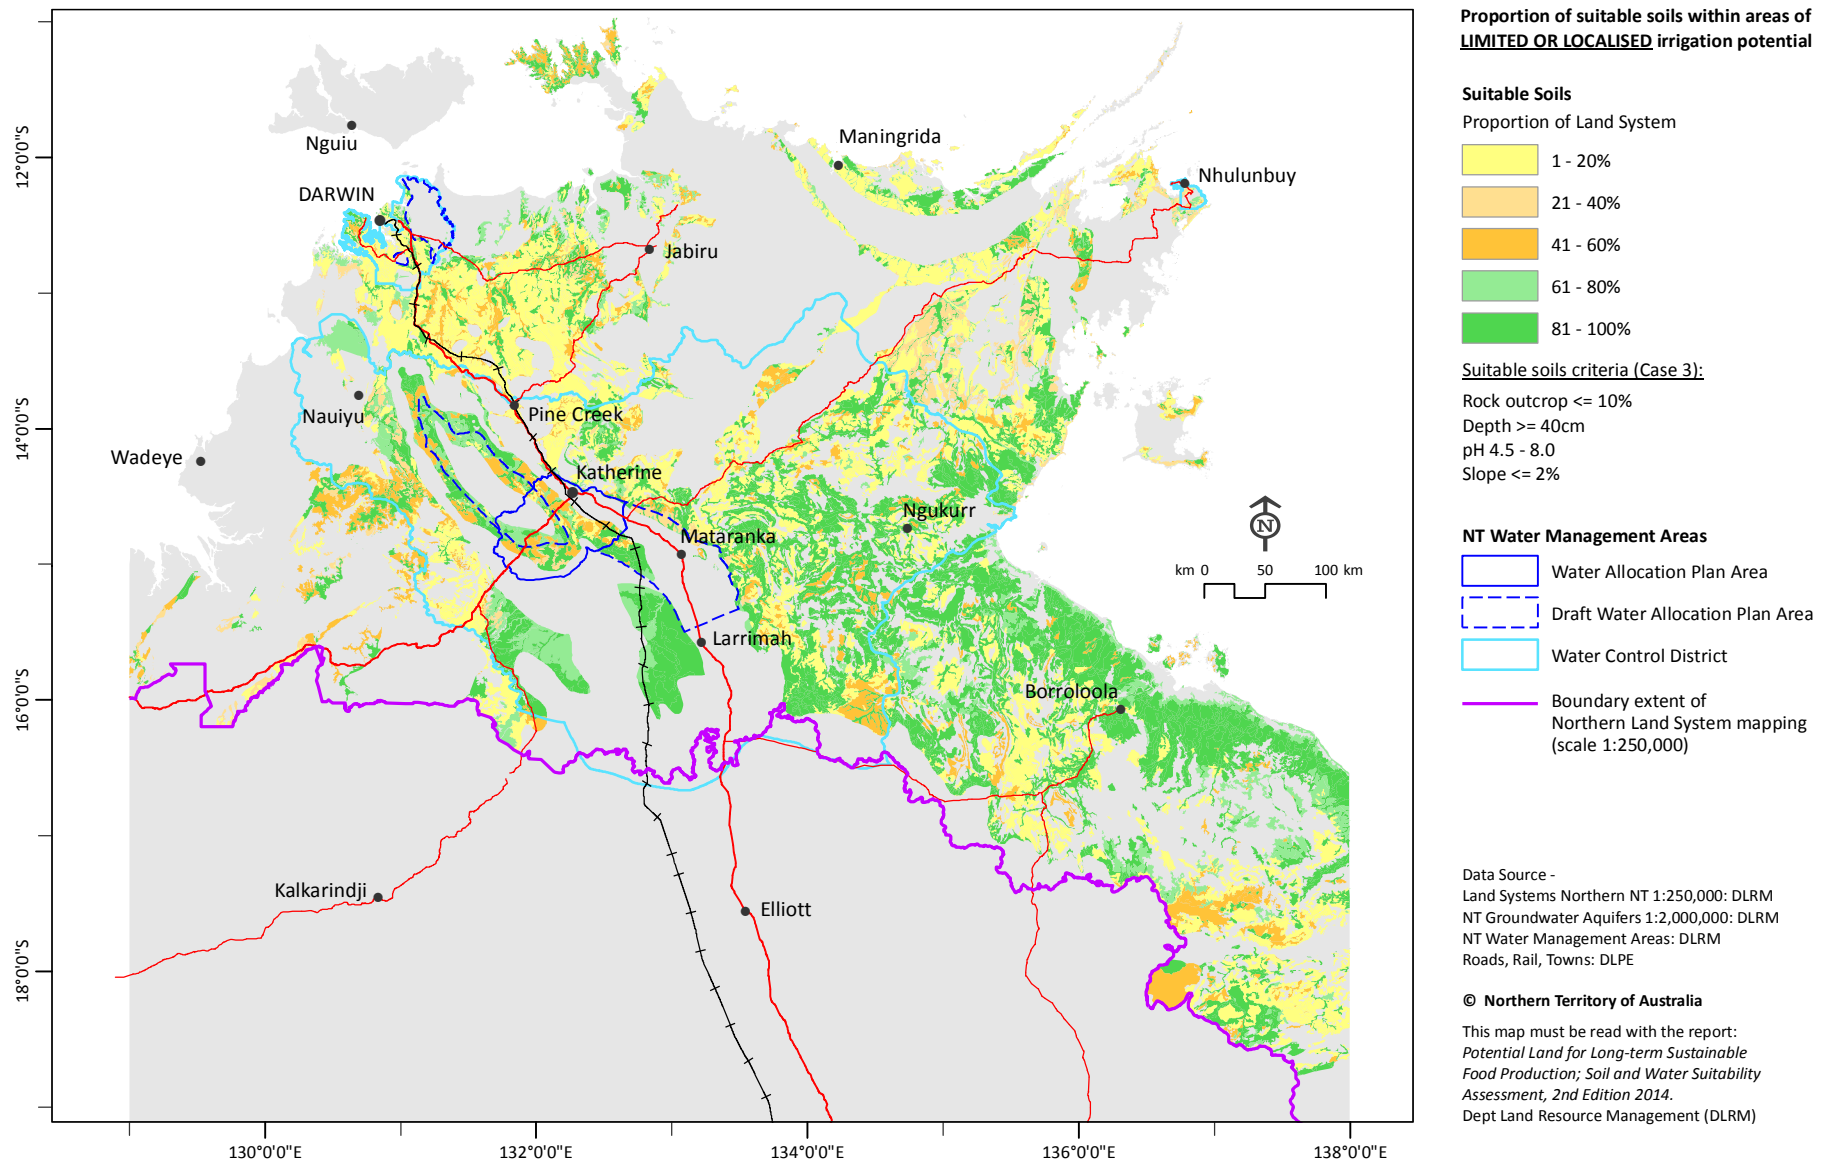 Proportion of suitable soils within areas of
LIMITED OR LOCALISED irrigation potential
Suitable Soils
Proportion of Land System
1 - 20%
21 - 40%
41 - 60%
61 - 80%
81 - 100%
Suitable soils criteria (Case 3):
Rock outcrop <= 10%
Depth >= 40cm
pH 4.5 - 8.0
Slope <= 2%
NT Water Management Areas
Water Allocation Plan Area
Draft Water Allocation Plan Area
Water Control District
Boundary extent of
Northern Land System mapping
(scale 1:250,000)
Data Source -
Land Systems Northern NT 1:250,000: DLRM
NT Groundwater Aquifers 1:2,000,000: DLRM
NT Water Management Areas: DLRM
Roads, Rail, Towns: DLPE
© Northern Territory of Australia
This map must be read with the report:
Potential Land for Long-term Sustainable
Food Production; Soil and Water Suitability
Assessment, 2nd Edition 2014.
Dept Land Resource Management (DLRM)
Nguiu
Maningrida
DARWIN
Nhulunbuy
Jabiru
Nauiyu
Pine Creek
Wadeye
Katherine
Ngukurr
Mataranka
Larrimah
Borroloola
Kalkarindji
Elliott
N
km 0 50 100 km
12°0'0"S
14°0'0"S
16°0'0"S
18°0'0"S
130°0'0"E
132°0'0"E
134°0'0"E
136°0'0"E
138°0'0"E